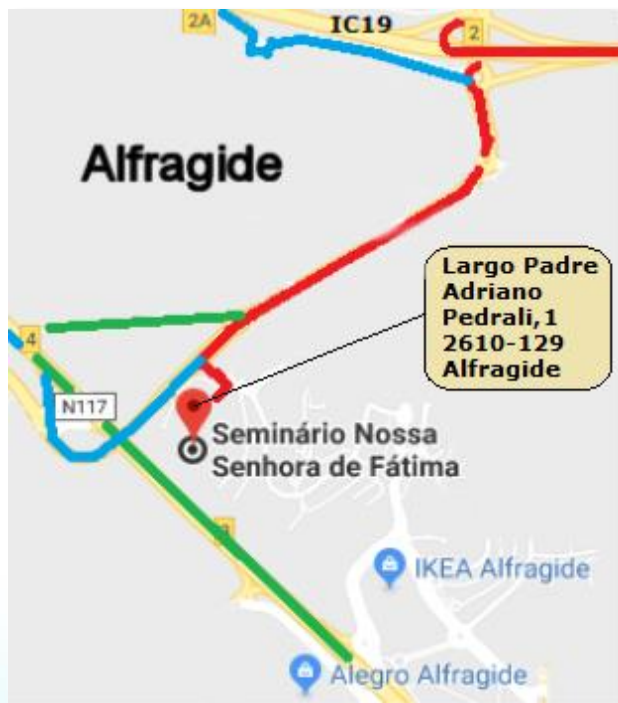 2A
IC19
2
Alfragide
Largo Padre
Adriano
Pedrali,1
2610-129
Alfragide
4
N117
Seminário Nossa
Senhora de Fátima
3
IKEA Alfragide
Alegro Alfragide